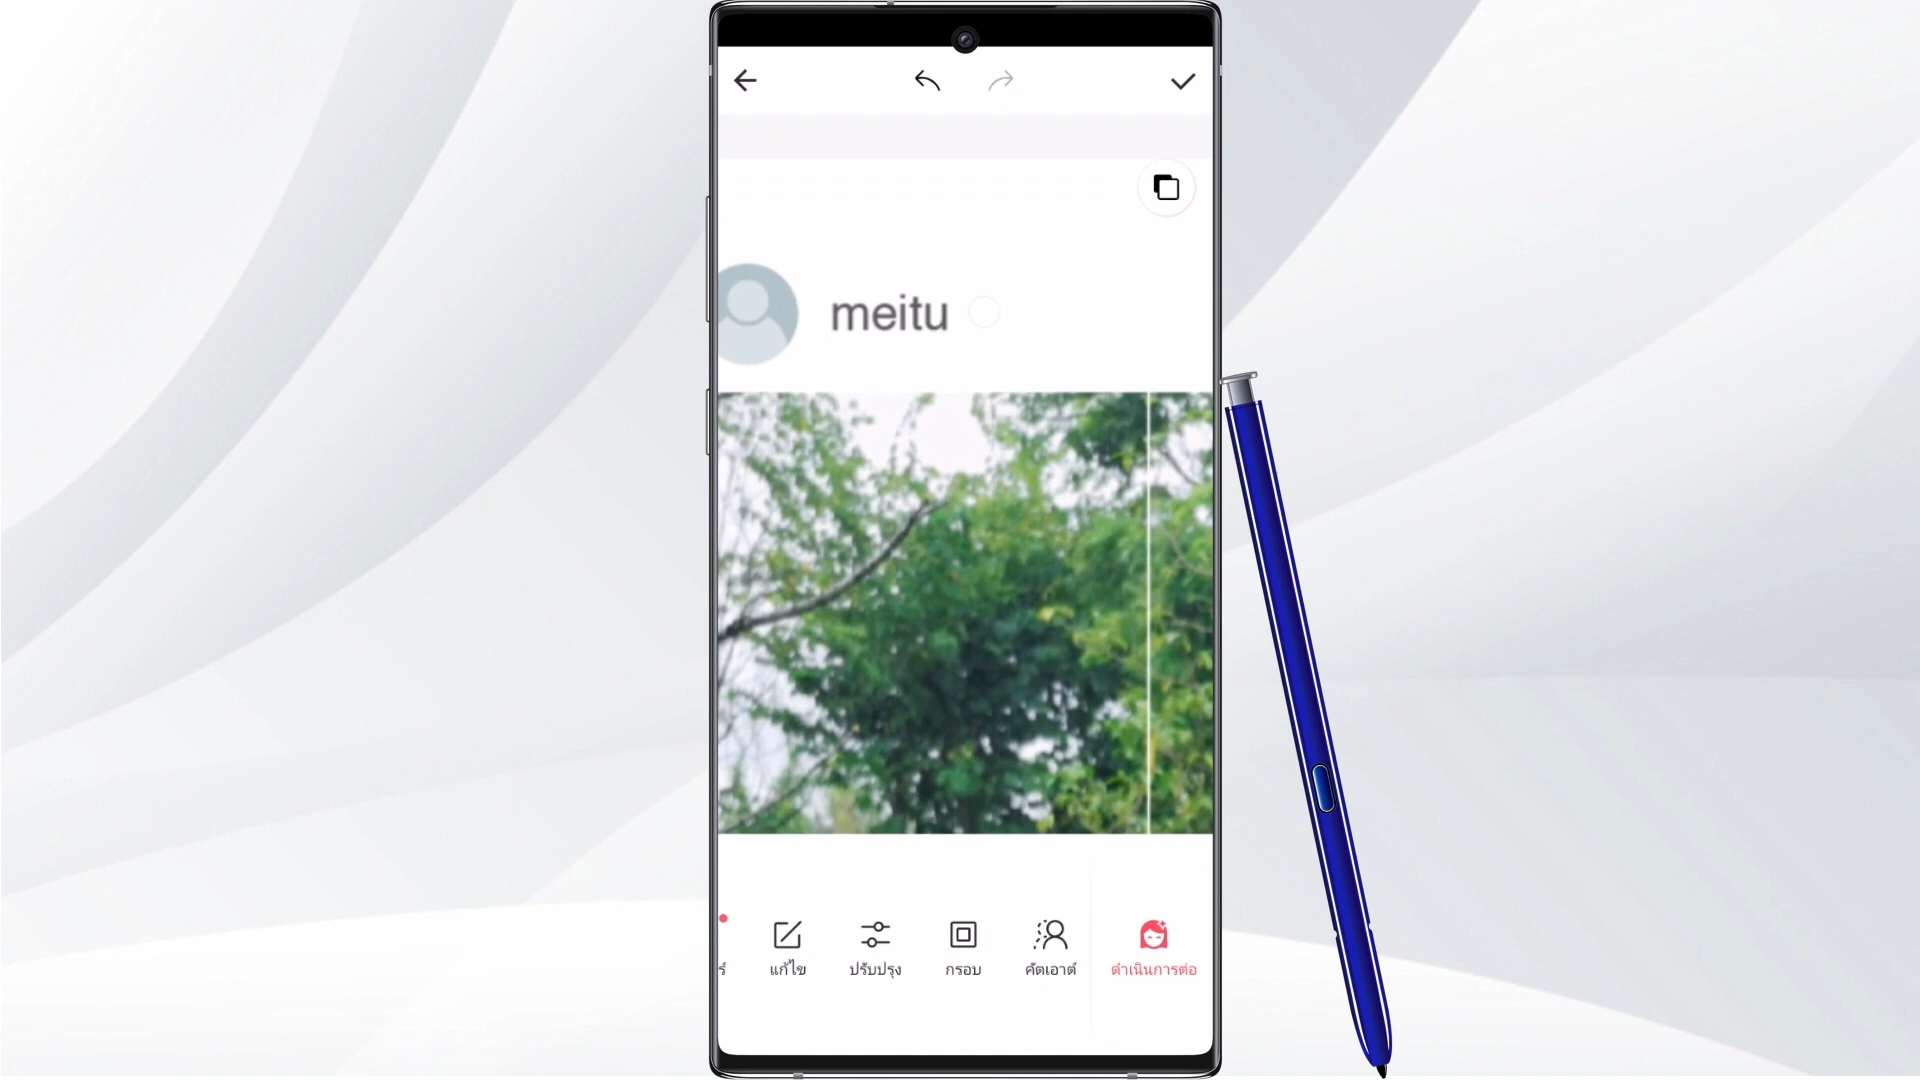 meitu
ร์
แก้ไข
ปรับปรุง
กรอบ
คัตเอาต์
ดำเนินการต่อ